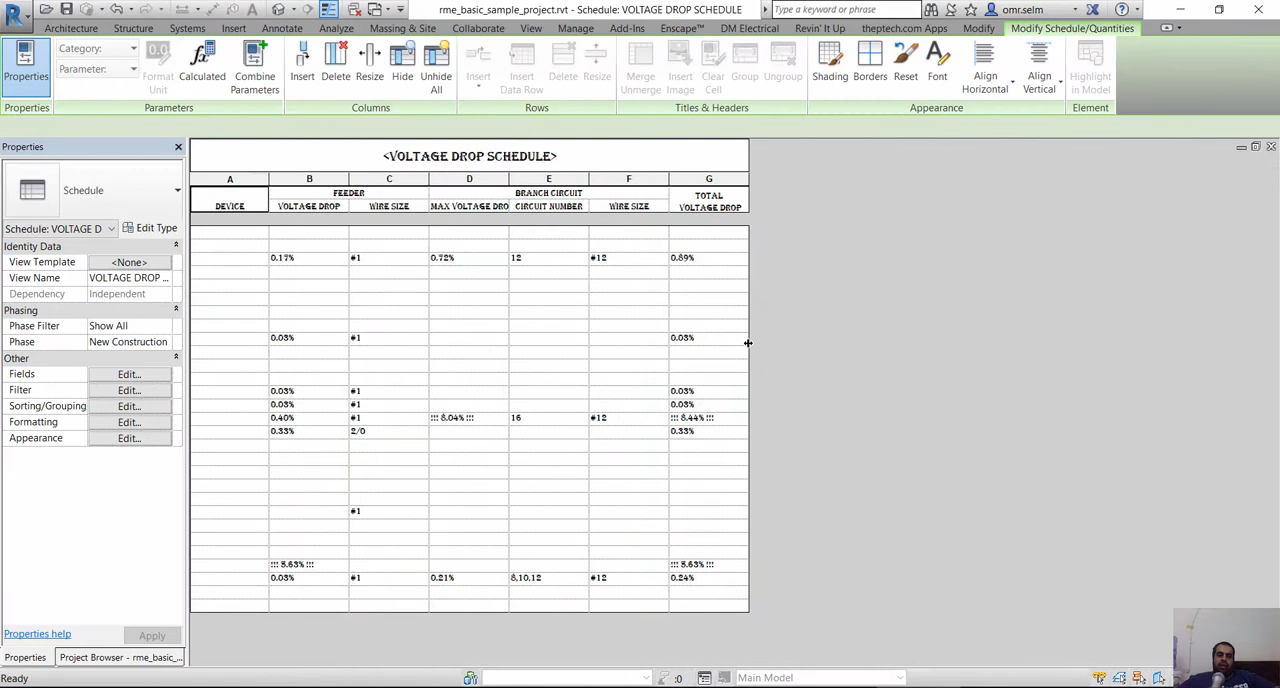 rme_basic_sample_project.rvt - Schedule: VOLTAGE DROP SCHEDULE
Type a keyword or phrase
omr.selm
Architecture Structure Systems Insert Annotate Analyze Massing & Site Collaborate View Manage Add-Ins Enscape™ DM Electrical Revin' It Up theptech.com Apps Modify Modify Schedule/Quantities
Properties
Category:
Parameter:
Format Unit
Calculated
Combine Parameters
Insert
Delete
Resize
Hide
Unhide All
Insert
Insert Data Row
Delete
Resize
Merge Unmerge
Insert Image
Clear Cell
Group
Ungroup
Shading
Borders
Reset
Font
Align Horizontal
Align Vertical
Highlight in Model
Properties Parameters Columns Rows Titles & Headers Appearance Element
Properties
Schedule
Schedule: VOLTAGE D
Edit Type
Identity Data
View Template <None>
View Name VOLTAGE DROP ...
Dependency Independent
Phasing
Phase Filter Show All
Phase New Construction
Other
Fields Edit...
Filter Edit...
Sorting/Grouping Edit...
Formatting Edit...
Appearance Edit...
Properties help
Apply
Properties
Project Browser - rme_basic_...
<VOLTAGE DROP SCHEDULE>
A B C D E F G
FEEDER BRANCH CIRCUIT TOTAL
DEVICE VOLTAGE DROP WIRE SIZE MAX VOLTAGE DRO CIRCUIT NUMBER WIRE SIZE VOLTAGE DROP
0.17% #1 0.72% 12 #12 0.89%
0.03% #1 0.03%
0.03% #1 0.03%
0.03% #1 0.03%
0.40% #1 !!! 8.04% !!! 16 #12 !!! 8.44% !!!
0.33% 2/0 0.33%
#1
!!! 5.63% !!! !!! 5.63% !!!
0.03% #1 0.21% 8,10,12 #12 0.24%
Ready
:0
Main Model